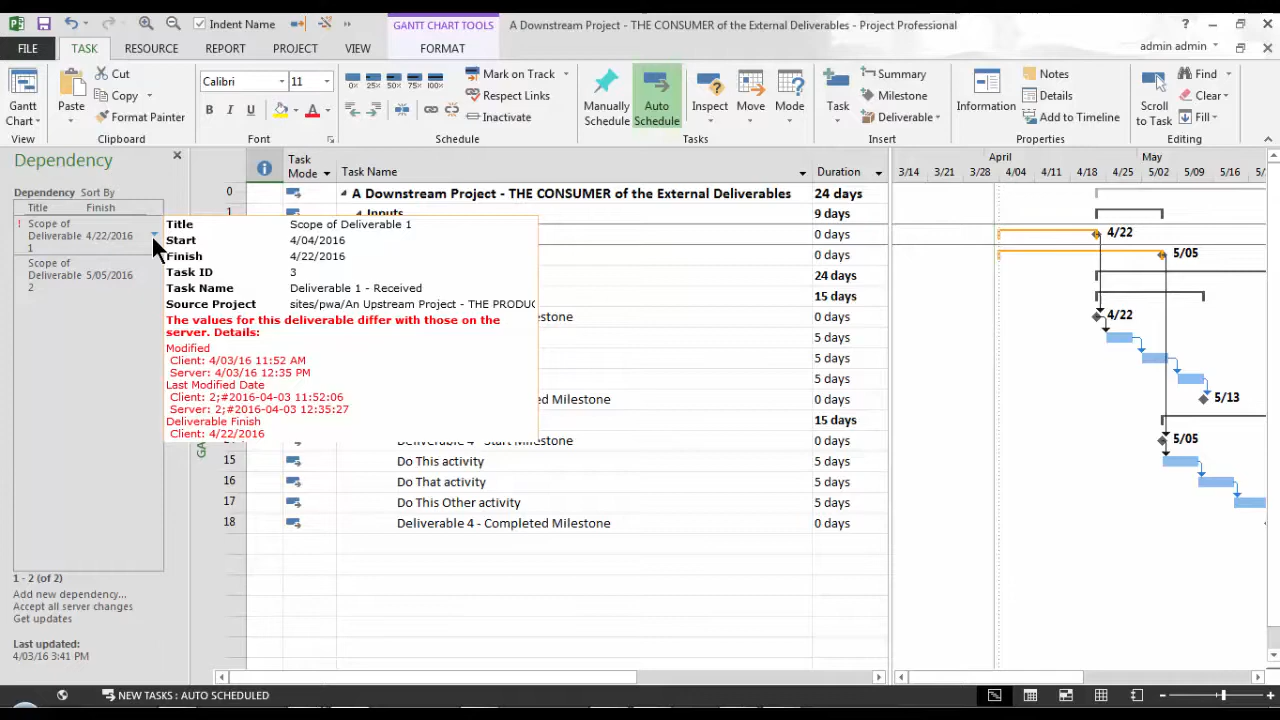 Indent Name
GANTT CHART TOOLS
A Downstream Project - THE CONSUMER of the External Deliverables - Project Professional
?
FILE
TASK
RESOURCE
REPORT
PROJECT
VIEW
FORMAT
admin admin
Gantt Chart
Paste
Cut
Copy
Format Painter
Calibri
11
B I U A
0% 25% 50% 75% 100%
Mark on Track
Respect Links
Inactivate
Manually Schedule
Auto Schedule
Inspect
Move
Mode
Task
Summary
Milestone
Deliverable
Information
Notes
Details
Add to Timeline
Scroll to Task
Find
Clear
Fill
View
Clipboard
Font
Schedule
Tasks
Insert
Properties
Editing
Dependency
Dependency Sort By
Title Finish
! Scope of
Deliverable 4/22/2016
1
Scope of
Deliverable 5/05/2016
2
1 - 2 (of 2)
Add new dependency...
Accept all server changes
Get updates
Last updated:
4/03/16 3:41 PM
Title Scope of Deliverable 1
Start 4/04/2016
Finish 4/22/2016
Task ID 3
Task Name Deliverable 1 - Received
Source Project sites/pwa/An Upstream Project - THE PRODUC
The values for this deliverable differ with those on the
server. Details:
Modified
Client: 4/03/16 11:52 AM
Server: 4/03/16 12:35 PM
Last Modified Date
Client: 2;#2016-04-03 11:52:06
Server: 2;#2016-04-03 12:35:27
Deliverable Finish
Client: 4/22/2016
Task Mode
Task Name
Duration
0 A Downstream Project - THE CONSUMER of the External Deliverables 24 days
1 Inputs 9 days
0 days
0 days
24 days
15 days
0 days
5 days
5 days
5 days
0 days
15 days
Deliverable 4 - Start Milestone 0 days
15 Do This activity 5 days
16 Do That activity 5 days
17 Do This Other activity 5 days
18 Deliverable 4 - Completed Milestone 0 days
April
May
3/14 3/21 3/28 4/04 4/11 4/18 4/25 5/02 5/09 5/16
4/22
5/05
4/22
5/13
5/05
NEW TASKS : AUTO SCHEDULED